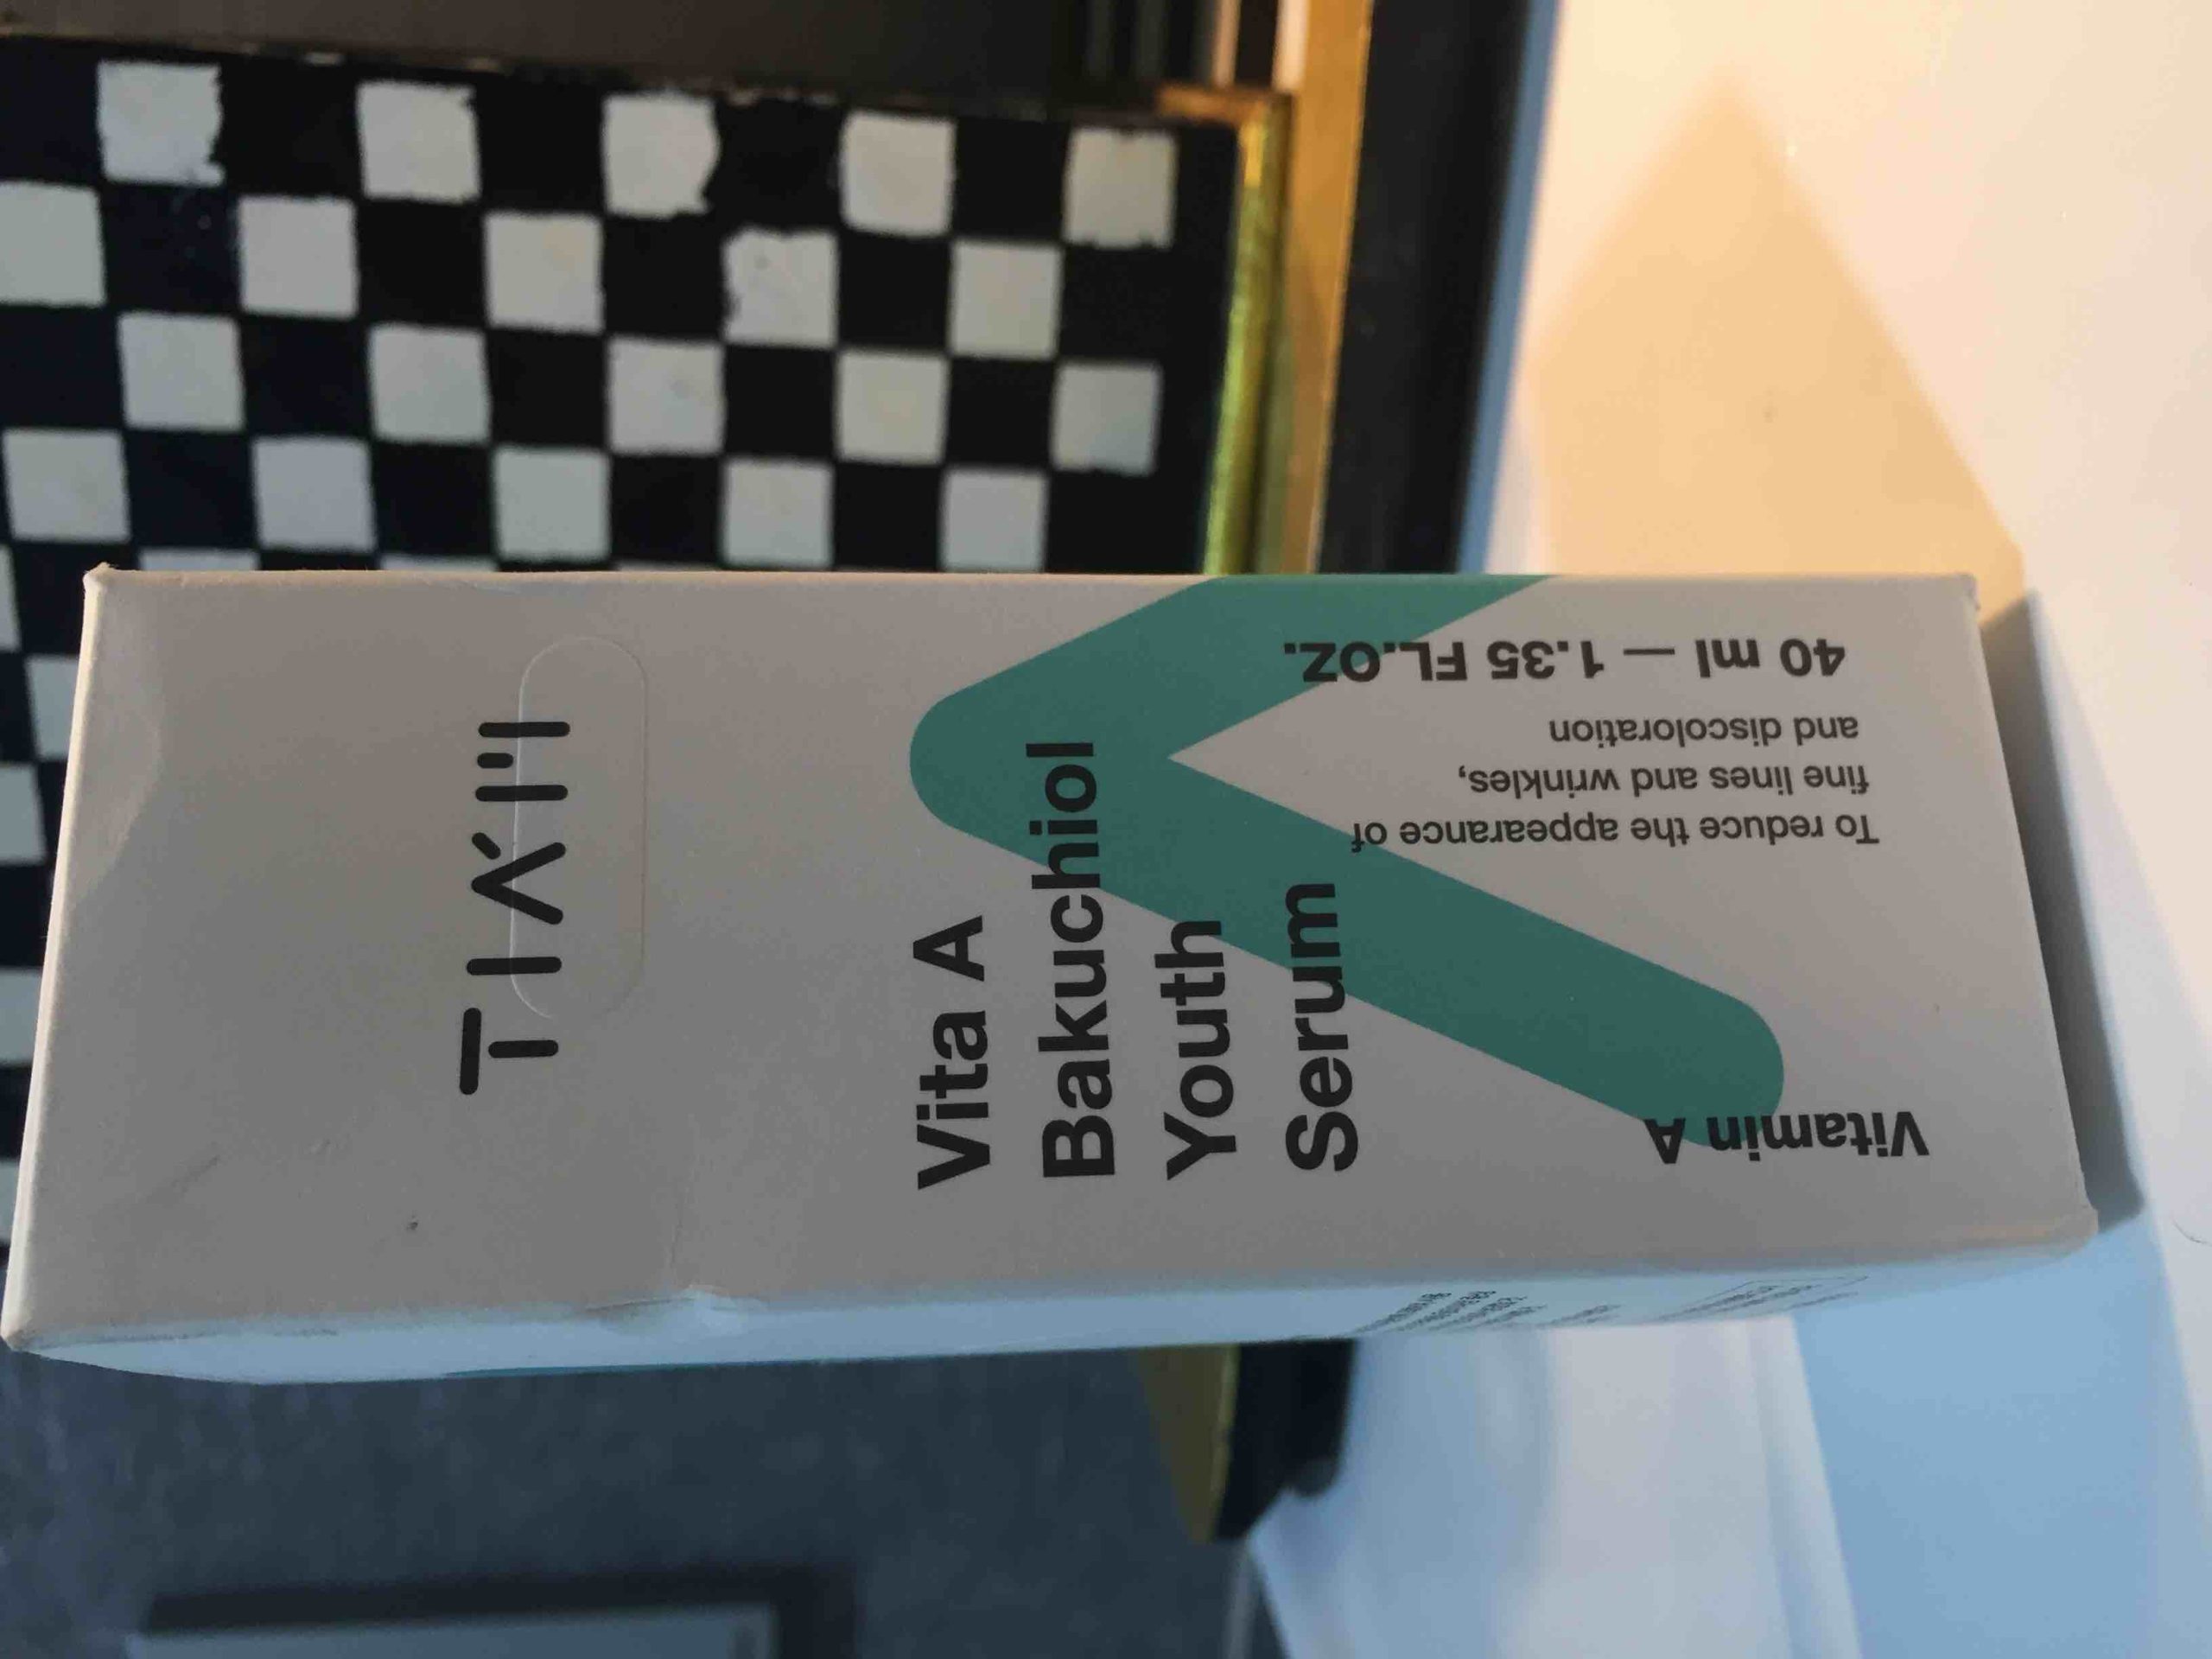 TIA'M
Vita A
Bakuchiol
Youth
Serum
Vitamin A
To reduce the appearance of
fine lines and wrinkles,
and discoloration
40 ml — 1.35 FL.OZ.